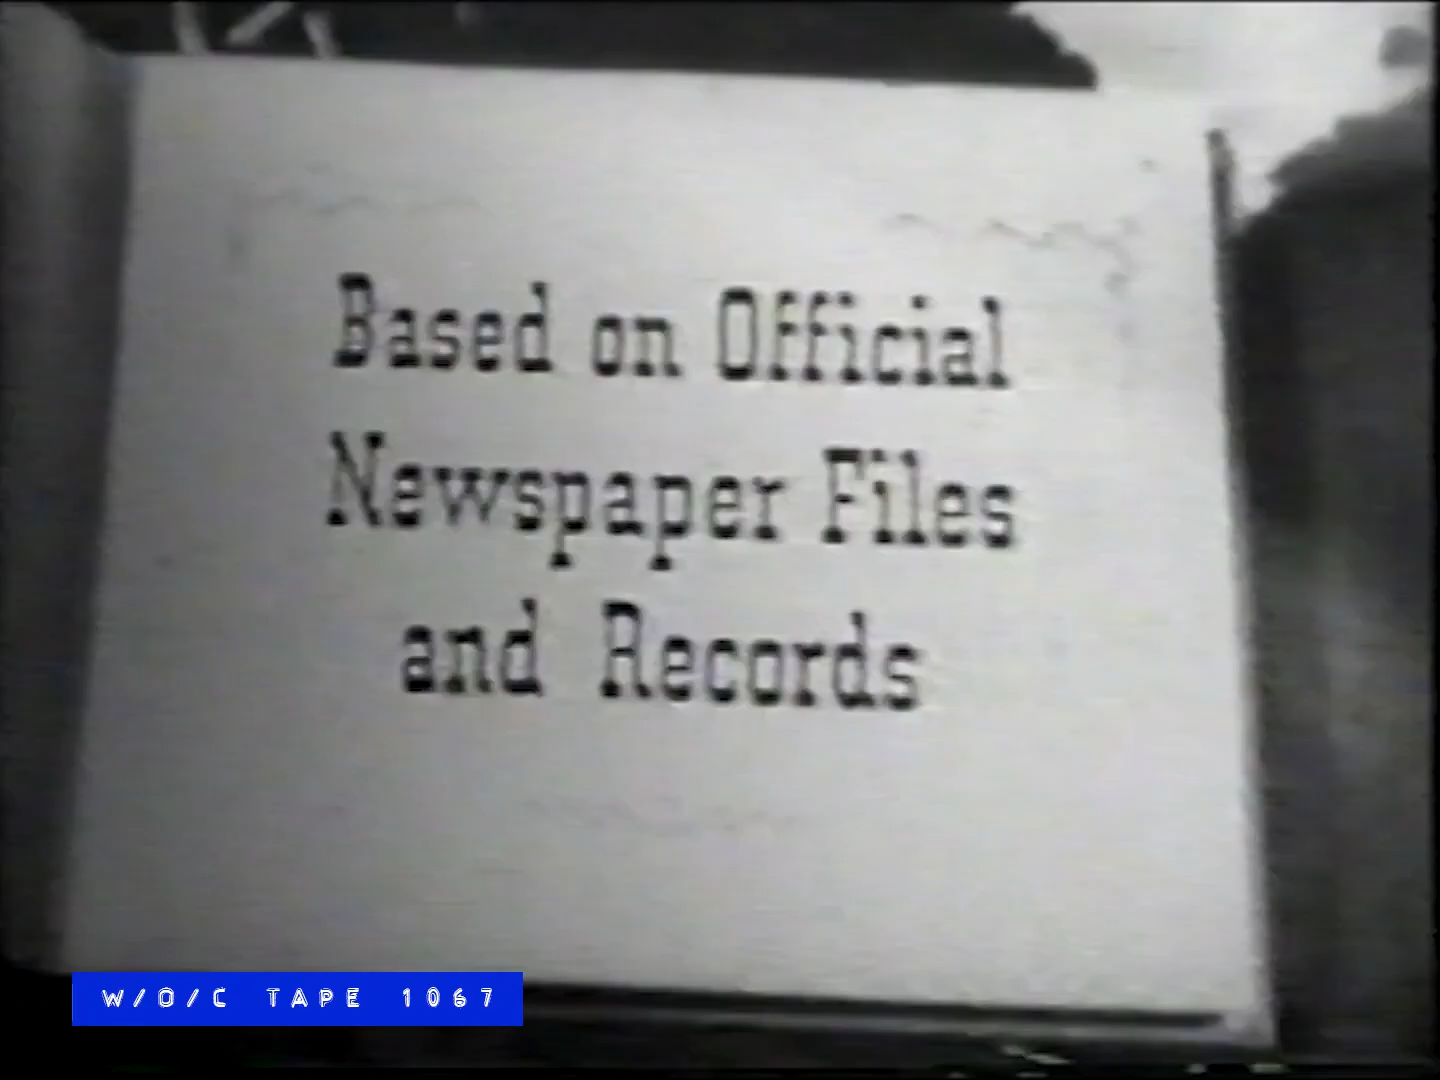 Based on Official
Newspaper Files
and Records
W/O/C TAPE 1067